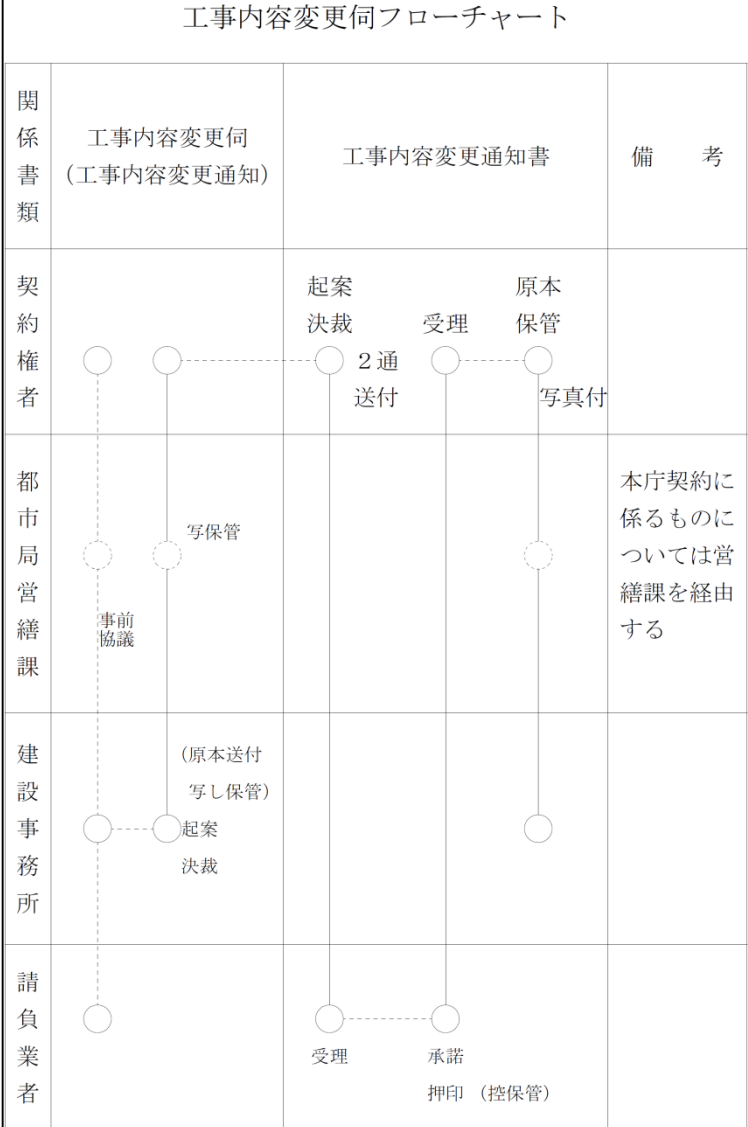 工事内容変更伺フローチャート
関係書類
工事内容変更伺
（工事内容変更通知）
工事内容変更通知書
備　　考
契約権者
起案
決裁
２通
送付
受理
原本
保管
写真付
都市局営繕課
写保管
事前
協議
本庁契約に
係るものに
ついては営
繕課を経由
する
建設事務所
（原本送付
写し保管）
起案
決裁
請負業者
受理
承諾
押印　（控保管）